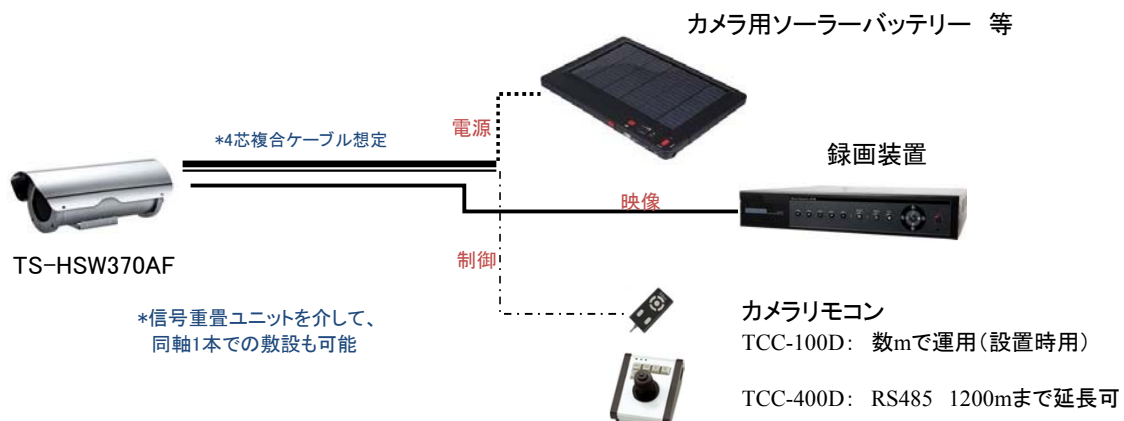 カメラ用ソーラーバッテリー 等
電源
*4芯複合ケーブル想定
録画装置
映像
TS-HSW370AF
制御
*信号重畳ユニットを介して、
同軸1本での敷設も可能
カメラリモコン
TCC-100D： 数mで運用（設置時用）
TCC-400D： RS485 1200mまで延長可